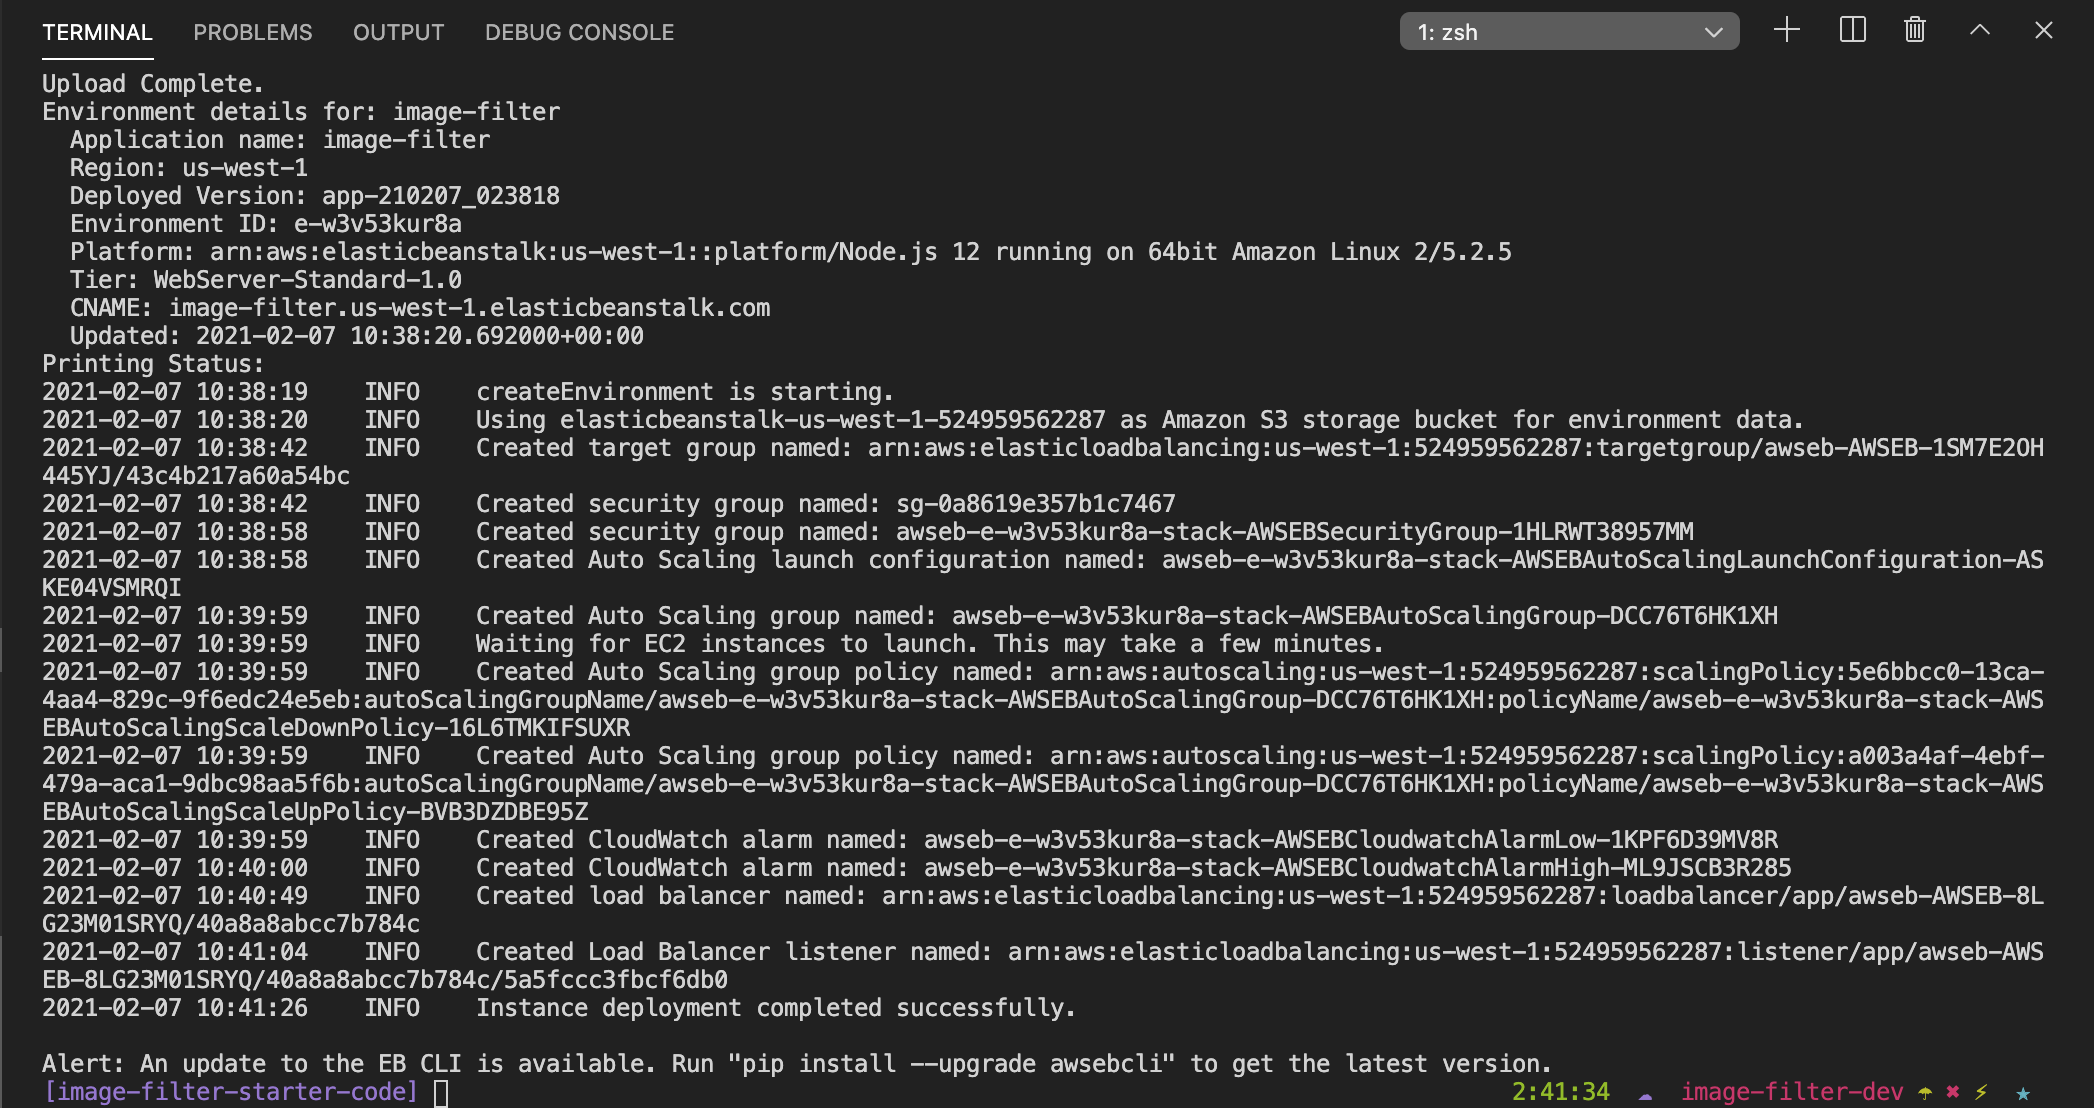 TERMINAL PROBLEMS OUTPUT DEBUG CONSOLE 1: zsh
Upload Complete.
Environment details for: image-filter
  Application name: image-filter
  Region: us-west-1
  Deployed Version: app-210207_023818
  Environment ID: e-w3v53kur8a
  Platform: arn:aws:elasticbeanstalk:us-west-1::platform/Node.js 12 running on 64bit Amazon Linux 2/5.2.5
  Tier: WebServer-Standard-1.0
  CNAME: image-filter.us-west-1.elasticbeanstalk.com
  Updated: 2021-02-07 10:38:20.692000+00:00
Printing Status:
2021-02-07 10:38:19    INFO    createEnvironment is starting.
2021-02-07 10:38:20    INFO    Using elasticbeanstalk-us-west-1-524959562287 as Amazon S3 storage bucket for environment data.
2021-02-07 10:38:42    INFO    Created target group named: arn:aws:elasticloadbalancing:us-west-1:524959562287:targetgroup/awseb-AWSEB-1SM7E2OH
445YJ/43c4b217a60a54bc
2021-02-07 10:38:42    INFO    Created security group named: sg-0a8619e357b1c7467
2021-02-07 10:38:58    INFO    Created security group named: awseb-e-w3v53kur8a-stack-AWSEBSecurityGroup-1HLRWT38957MM
2021-02-07 10:38:58    INFO    Created Auto Scaling launch configuration named: awseb-e-w3v53kur8a-stack-AWSEBAutoScalingLaunchConfiguration-AS
KE04VSMRQI
2021-02-07 10:39:59    INFO    Created Auto Scaling group named: awseb-e-w3v53kur8a-stack-AWSEBAutoScalingGroup-DCC76T6HK1XH
2021-02-07 10:39:59    INFO    Waiting for EC2 instances to launch. This may take a few minutes.
2021-02-07 10:39:59    INFO    Created Auto Scaling group policy named: arn:aws:autoscaling:us-west-1:524959562287:scalingPolicy:5e6bbcc0-13ca-
4aa4-829c-9f6edc24e5eb:autoScalingGroupName/awseb-e-w3v53kur8a-stack-AWSEBAutoScalingGroup-DCC76T6HK1XH:policyName/awseb-e-w3v53kur8a-stack-AWS
EBAutoScalingScaleDownPolicy-16L6TMKIFSUXR
2021-02-07 10:39:59    INFO    Created Auto Scaling group policy named: arn:aws:autoscaling:us-west-1:524959562287:scalingPolicy:a003a4af-4ebf-
479a-aca1-9dbc98aa5f6b:autoScalingGroupName/awseb-e-w3v53kur8a-stack-AWSEBAutoScalingGroup-DCC76T6HK1XH:policyName/awseb-e-w3v53kur8a-stack-AWS
EBAutoScalingScaleUpPolicy-BVB3DZDBE95Z
2021-02-07 10:39:59    INFO    Created CloudWatch alarm named: awseb-e-w3v53kur8a-stack-AWSEBCloudwatchAlarmLow-1KPF6D39MV8R
2021-02-07 10:40:00    INFO    Created CloudWatch alarm named: awseb-e-w3v53kur8a-stack-AWSEBCloudwatchAlarmHigh-ML9JSCB3R285
2021-02-07 10:40:49    INFO    Created load balancer named: arn:aws:elasticloadbalancing:us-west-1:524959562287:loadbalancer/app/awseb-AWSEB-8L
G23M01SRYQ/40a8a8abcc7b784c
2021-02-07 10:41:04    INFO    Created Load Balancer listener named: arn:aws:elasticloadbalancing:us-west-1:524959562287:listener/app/awseb-AWS
EB-8LG23M01SRYQ/40a8a8abcc7b784c/5a5fccc3fbcf6db0
2021-02-07 10:41:26    INFO    Instance deployment completed successfully.
Alert: An update to the EB CLI is available. Run "pip install --upgrade awsebcli" to get the latest version.
[image-filter-starter-code] 2:41:34 ☁ image-filter-dev ☂ ✖ ⚡ ★